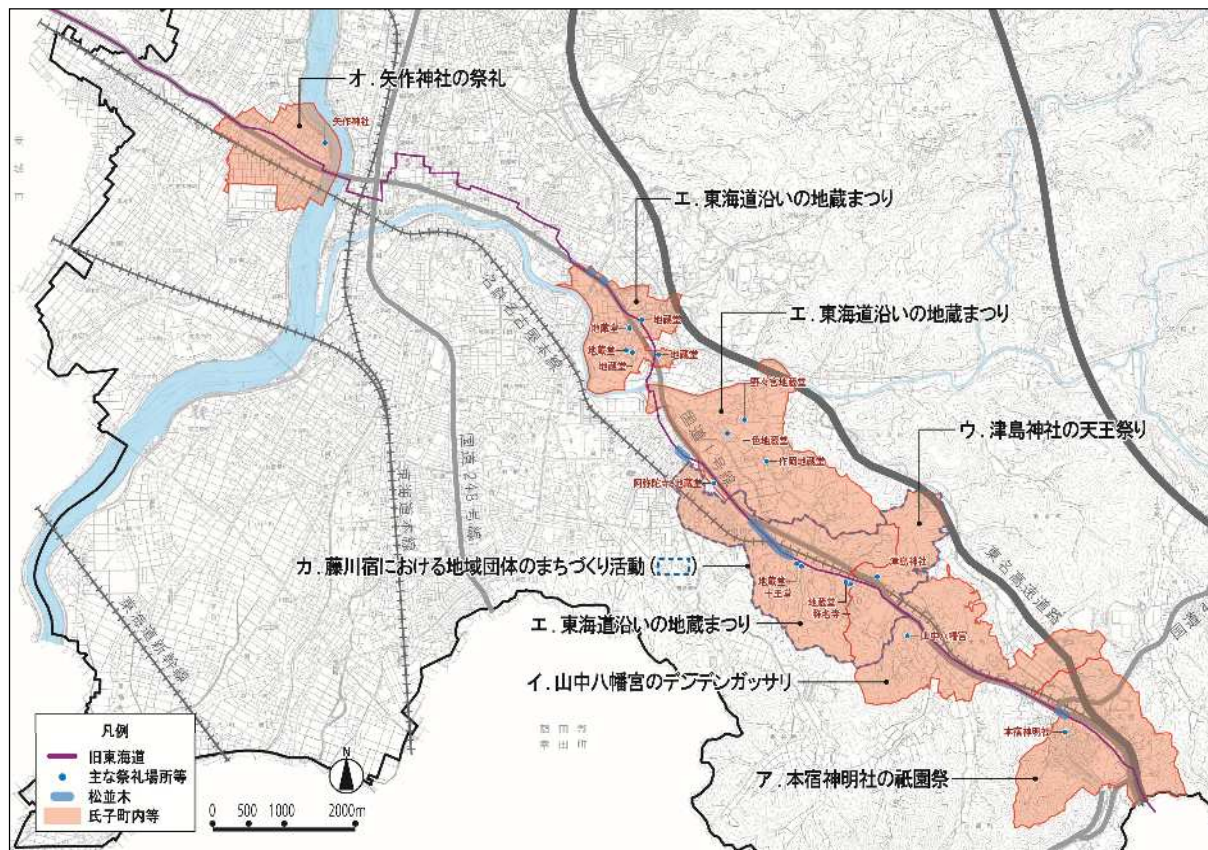 オ．矢作神社の祭礼
矢作神社
エ．東海道沿いの地蔵まつり
エ．東海道沿いの地蔵まつり
地蔵堂
地蔵堂
地蔵堂
地蔵堂
地蔵堂
名鉄名古屋本線
野々宮地蔵堂
一色地蔵堂
作岡地蔵堂
国道1号線
ウ．津島神社の天王祭り
阿弥陀寺・地蔵堂
国道248号線
東海道本線
カ．藤川宿における地域団体のまちづくり活動（　）
津島神社
地蔵堂
十王堂
地蔵堂
東名高速道路
東海道新幹線
エ．東海道沿いの地蔵まつり
山中八幡宮
イ．山中八幡宮のデンデンガッサリ
額田郡
幸田町
本宿神明社
ア．本宿神明社の祇園祭
凡例
旧東海道
主な祭礼場所等
松並木
氏子町内等
N
0 500 1000 2000m